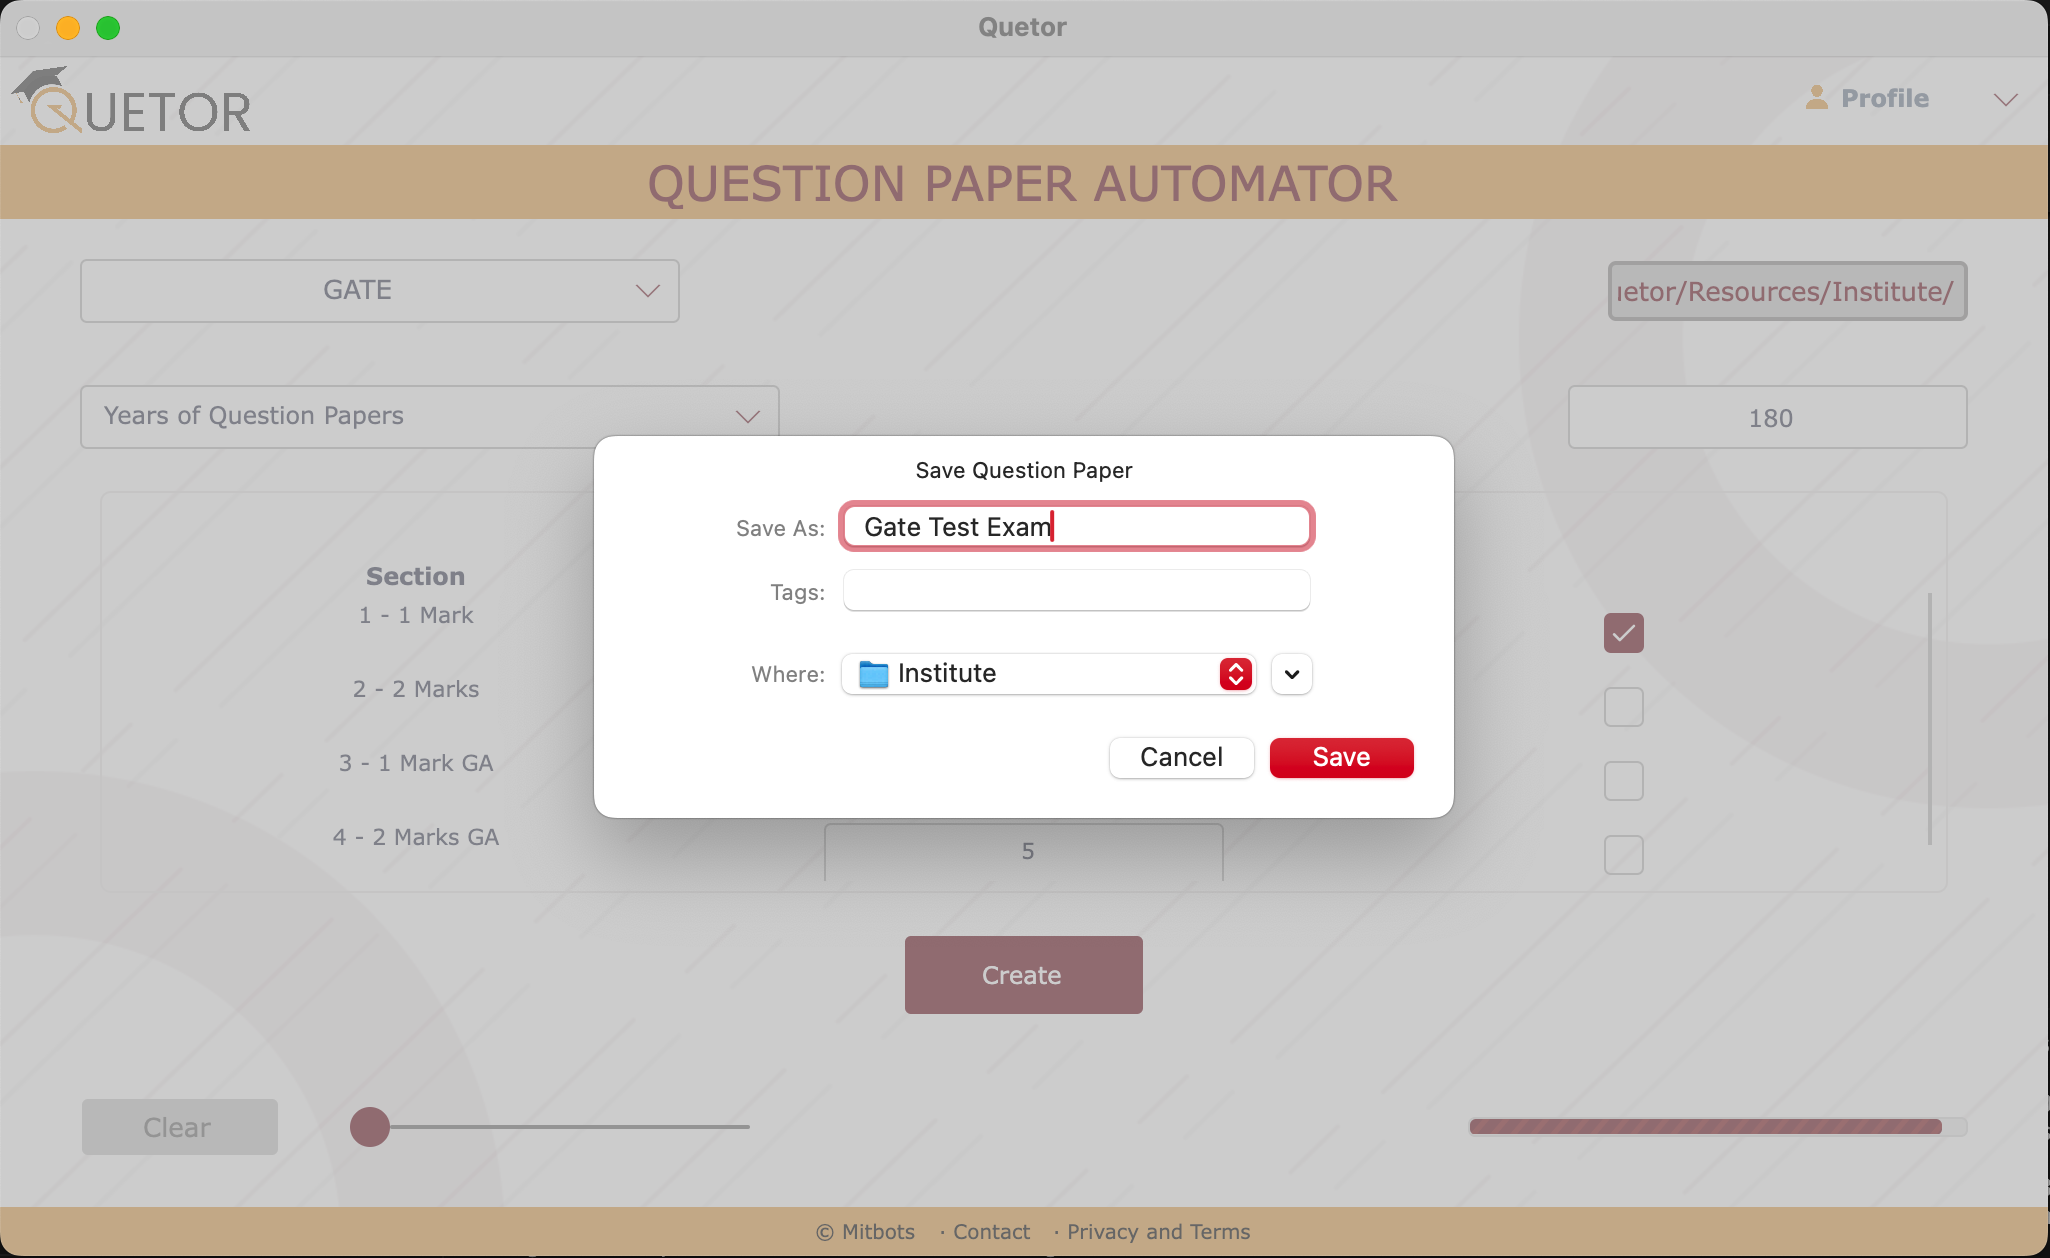 Quetor
QUETOR
Profile
QUESTION PAPER AUTOMATOR
GATE
uetor/Resources/Institute/
Years of Question Papers
180
Save Question Paper
Save As: Gate Test Exam
Tags:
Where: Institute
Cancel Save
Section
1 - 1 Mark
2 - 2 Marks
3 - 1 Mark GA
4 - 2 Marks GA
5
Create
Clear
© Mitbots · Contact · Privacy and Terms